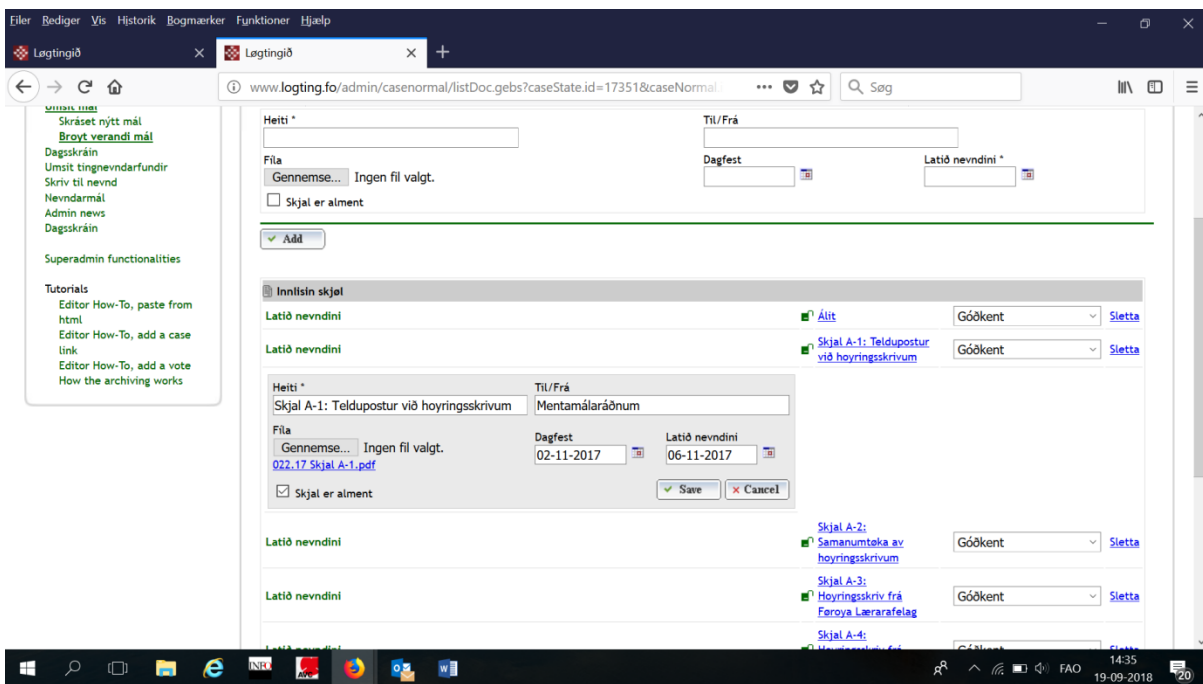 Filer Rediger Vis Historik Bogmærker Funktioner Hjælp
Løgtingið
Løgtingið
www.logting.fo/admin/casenormal/listDoc.gebs?caseState.id=17351&caseNormal.
Søg
Umsit mál
Skráset nýtt mál
Broyt verandi mál
Dagsskráin
Umsit tingnevndarfundir
Skriv til nevnd
Nevndarmál
Admin news
Dagsskráin
Superadmin functionalities
Tutorials
Editor How-To, paste from
html
Editor How-To, add a case
link
Editor How-To, add a vote
How the archiving works
Heiti * Til/Frá
Fíla Dagfest Latið nevndini *
Gennemse... Ingen fil valgt.
Skjal er alment
Add
Innlisin skjøl
Latið nevndini Álit Góðkent Sletta
Latið nevndini Skjal A-1: Teldupostur
við hoyringsskrivum Góðkent Sletta
Heiti * Til/Frá
Skjal A-1: Teldupostur við hoyringsskrivum Mentamálaráðnum
Fíla Dagfest Latið nevndini
Gennemse... Ingen fil valgt. 02-11-2017 06-11-2017
022.17 Skjal A-1.pdf
Skjal er alment Save Cancel
Skjal A-2:
Latið nevndini Samanumtøka av Góðkent Sletta
hoyringsskrivum
Skjal A-3:
Latið nevndini Hoyringsskriv frá Góðkent Sletta
Føroya Lærarafelag
Skjal A-4:
INFO
FAO
14:35
19-09-2018
20